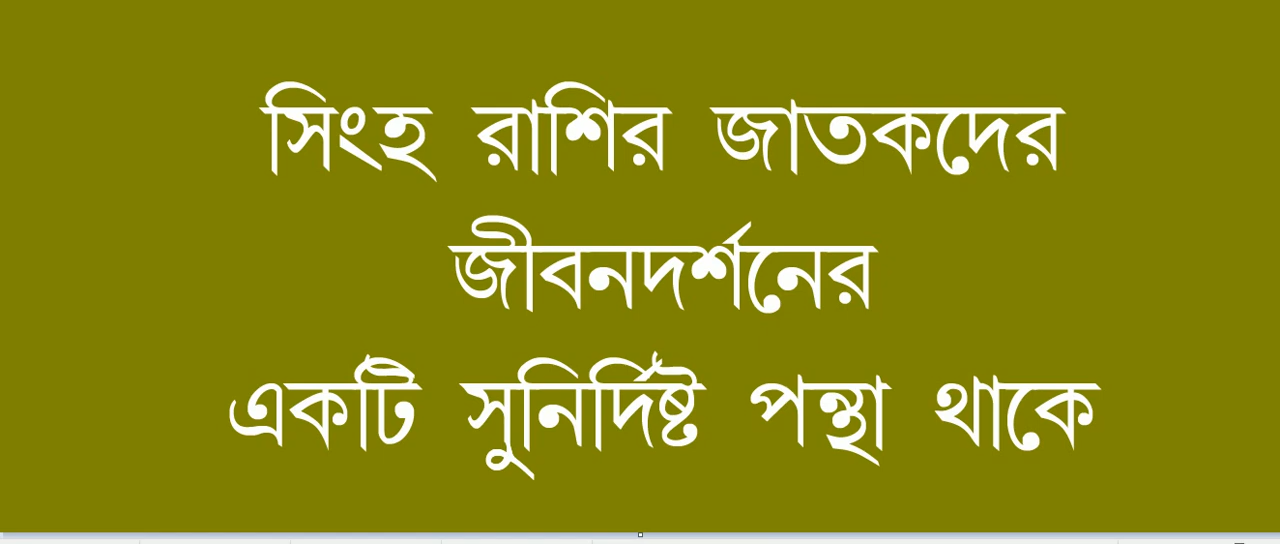 সিংহ রাশির জাতকদের
জীবনদর্শনের
একটি সুনির্দিষ্ট পন্থা থাকে